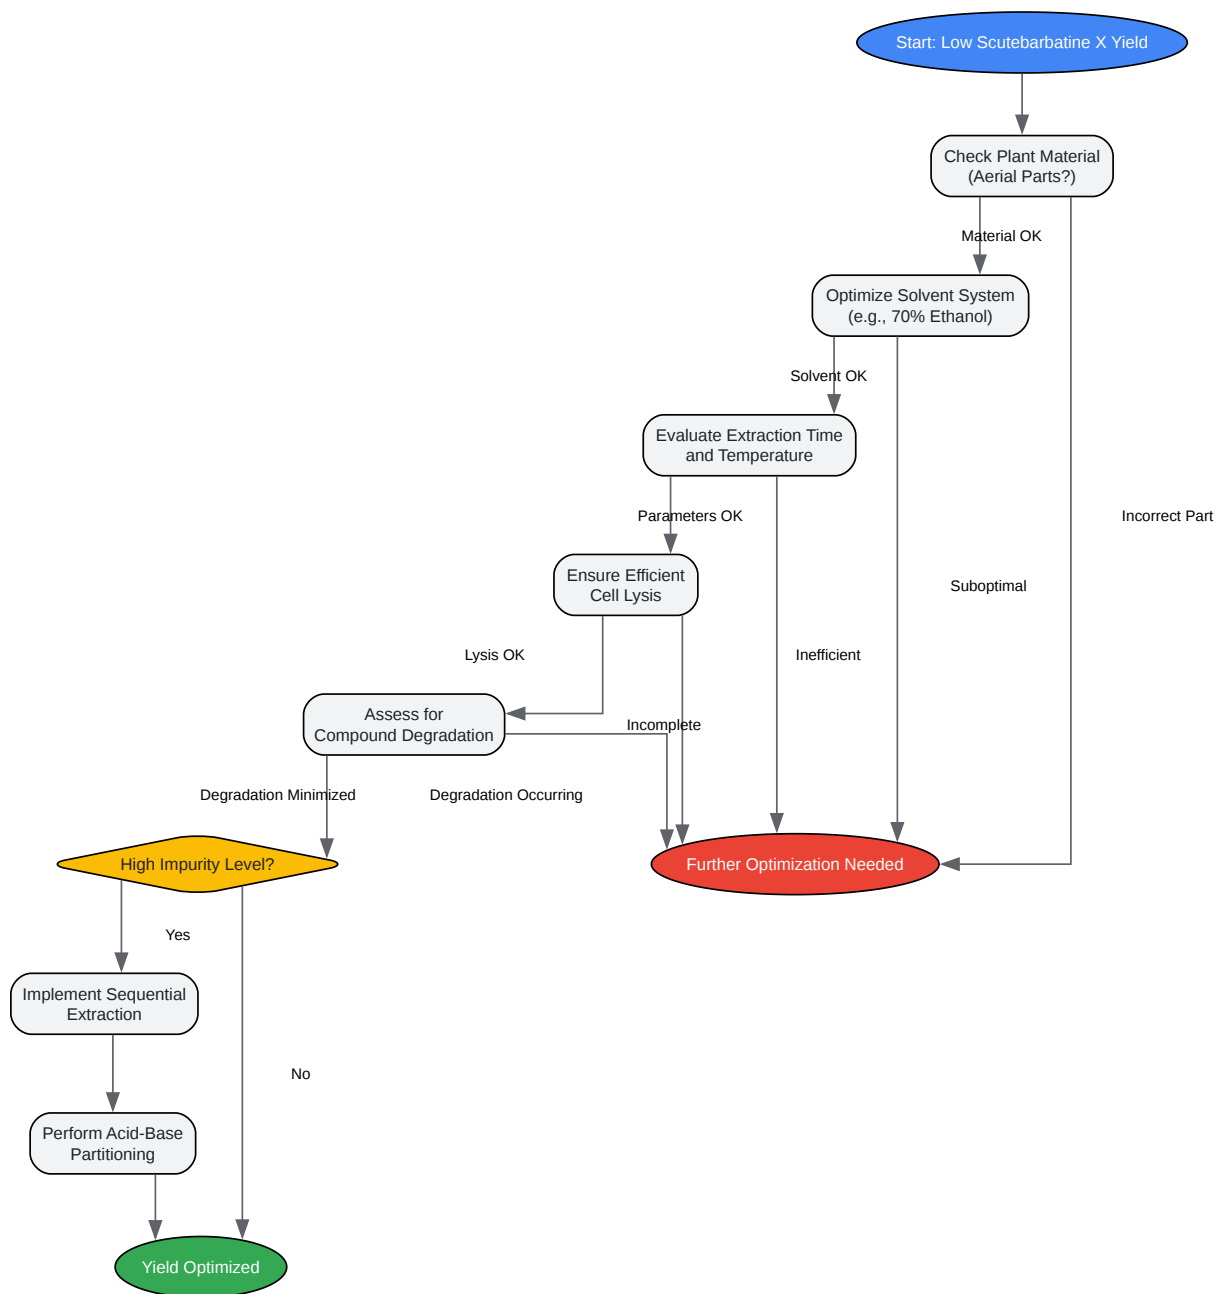 Start: Low Scutebarbatine X Yield
Check Plant Material
(Aerial Parts?)
Material OK
Optimize Solvent System
(e.g., 70% Ethanol)
Solvent OK
Evaluate Extraction Time
and Temperature
Parameters OK
Incorrect Part
Ensure Efficient
Cell Lysis
Suboptimal
Lysis OK
Inefficient
Assess for
Compound Degradation
Incomplete
Degradation Minimized
Degradation Occurring
High Impurity Level?
Further Optimization Needed
Yes
Implement Sequential
Extraction
No
Perform Acid-Base
Partitioning
Yield Optimized